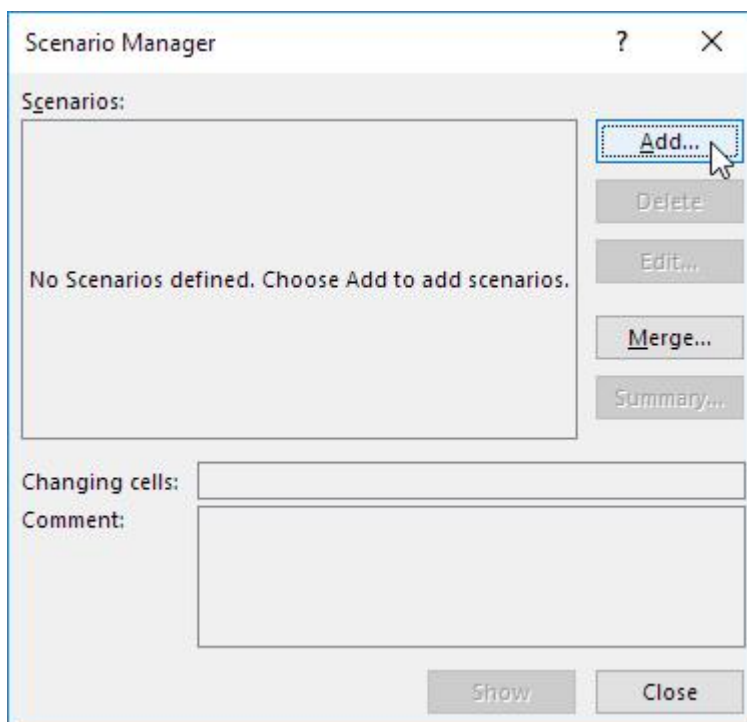 Scenario Manager ? ×
Scenarios:
Add...
Delete
No Scenarios defined. Choose Add to add scenarios.
Edit...
Merge...
Summary...
Changing cells:
Comment:
Show
Close